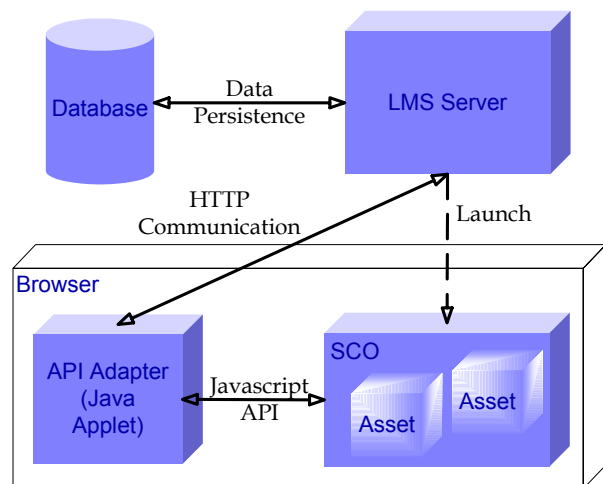 Database
Data
Persistence
LMS Server
HTTP
Communication
Launch
Browser
API Adapter
(Java
Applet)
Javascript
API
SCO
Asset
Asset